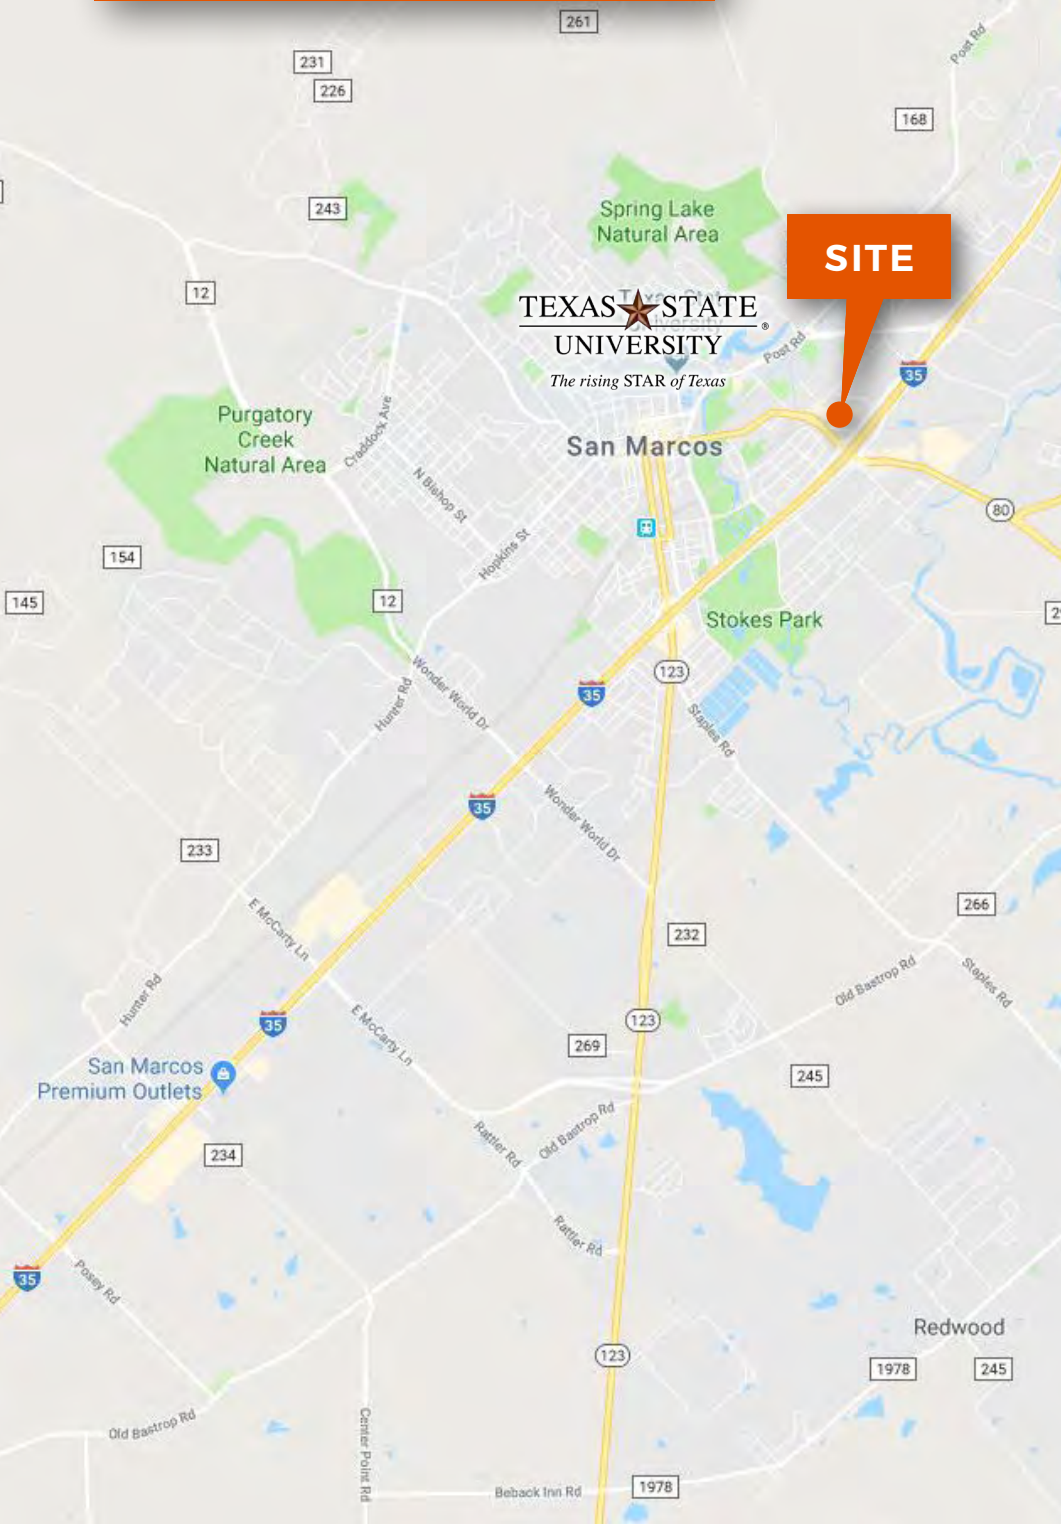 261
231
226
Post Rd
168
243
Spring Lake
Natural Area
SITE
12
TEXAS STATE
UNIVERSITY
®
The rising STAR of Texas
Texas State
University
Post Rd
35
Purgatory
Creek
Natural Area
Craddock Ave
San Marcos
N Bishop St
80
Hopkins St
154
145
12
Stokes Park
123
Wonder World Dr
Hunter Rd
35
Staples Rd
35
Wonder World Dr
233
E McCarty Ln
266
232
Old Bastrop Rd
Staples Rd
Hunter Rd
35
E McCarty Ln
123
269
San Marcos
Premium Outlets
245
Old Bastrop Rd
Rattler Rd
234
Rattler Rd
35
Posey Rd
Redwood
123
1978
245
Old Bastrop Rd
Center Point Rd
Beback Inn Rd
1978